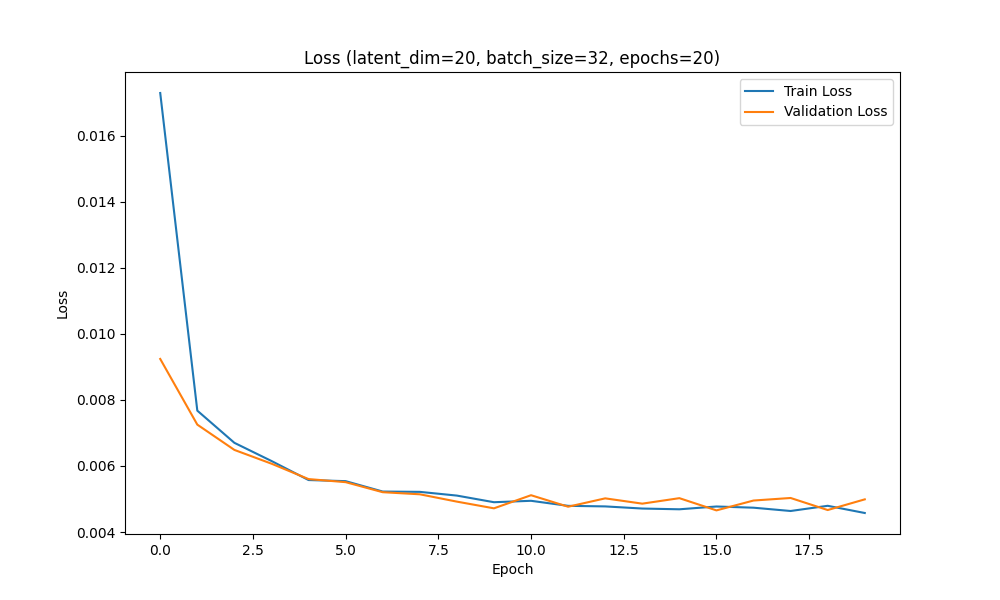 Loss (latent_dim=20, batch_size=32, epochs=20)
Train Loss
Validation Loss
0.016
0.014
0.012
0.010
0.008
0.006
0.004
Loss
0.0 2.5 5.0 7.5 10.0 12.5 15.0 17.5
Epoch